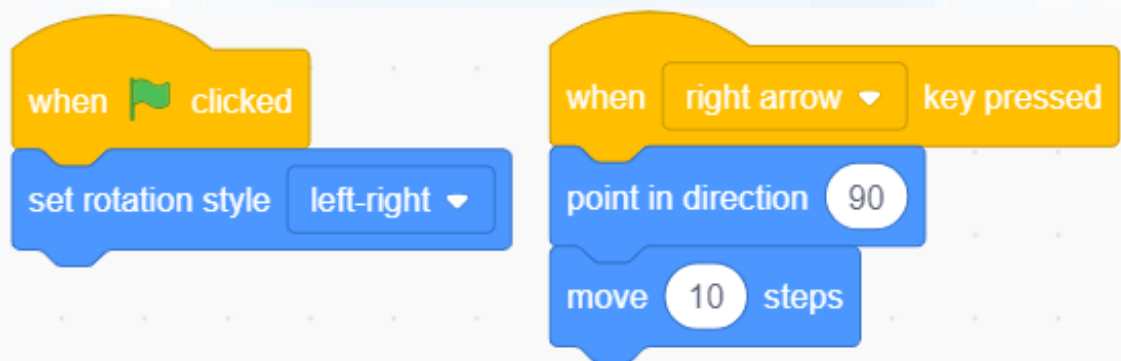 when clicked
set rotation style left-right
when right arrow key pressed
point in direction 90
move 10 steps